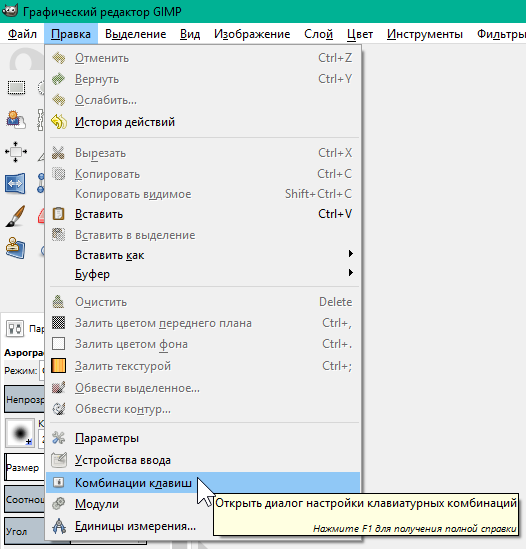 Графический редактор GIMP
Файл Правка Выделение Вид Изображение Слой Цвет Инструменты Фильтры
Отменить Ctrl+Z
Вернуть Ctrl+Y
Ослабить...
История действий
Вырезать Ctrl+X
Копировать Ctrl+C
Копировать видимое Shift+Ctrl+C
Вставить Ctrl+V
Вставить в выделение
Вставить как
Буфер
Очистить Delete
Залить цветом переднего плана Ctrl+,
Залить цветом фона Ctrl+.
Залить текстурой Ctrl+;
Обвести выделенное...
Обвести контур...
Параметры
Устройства ввода
Комбинации клавиш
Модули
Единицы измерения...
Открыть диалог настройки клавиатурных комбинаций
Нажмите F1 для получения полной справки
Пар
Аэрогра
Режим:
Непроз
К
2
Размер
Соотнош
Угол